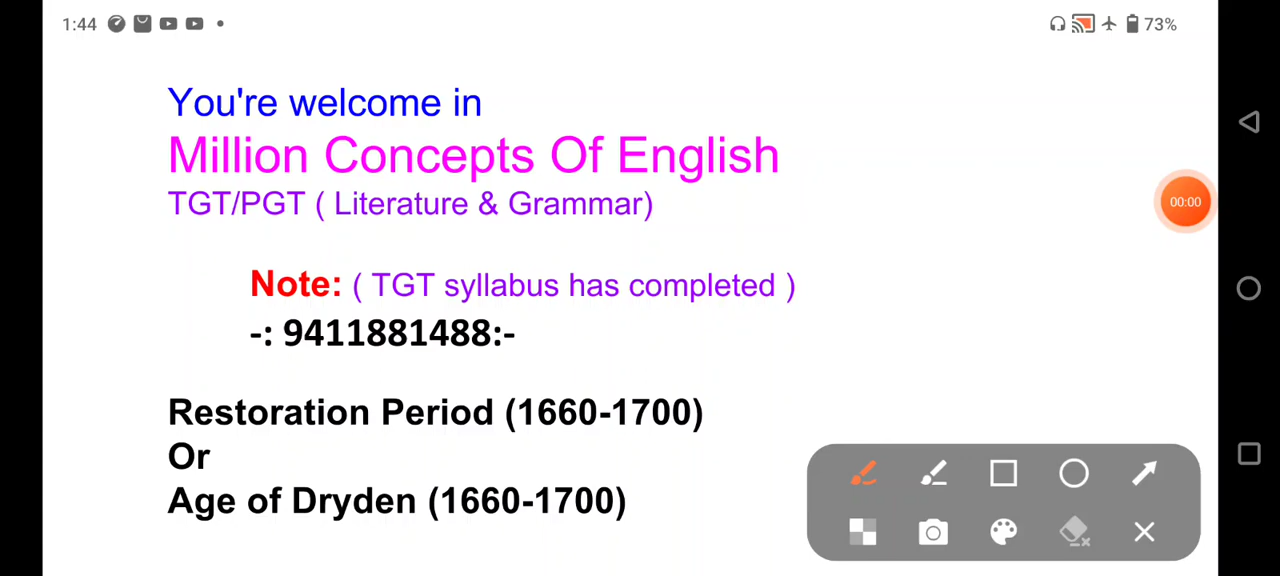 1:44
73%
You're welcome in
Million Concepts Of English
TGT/PGT ( Literature & Grammar)
00:00
Note: ( TGT syllabus has completed )
-: 9411881488:-
Restoration Period (1660-1700)
Or
Age of Dryden (1660-1700)